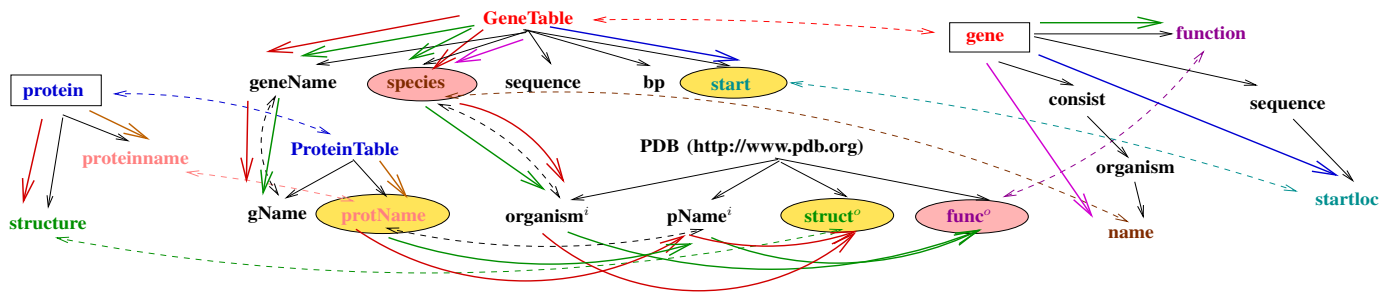 GeneTable
gene
function
geneName
species
sequence
bp
start
protein
consist
sequence
proteinname
ProteinTable
PDB (http://www.pdb.org)
organism
structure
gName
protName
organismⁱ
pNameⁱ
structᵒ
funcᵒ
name
startloc